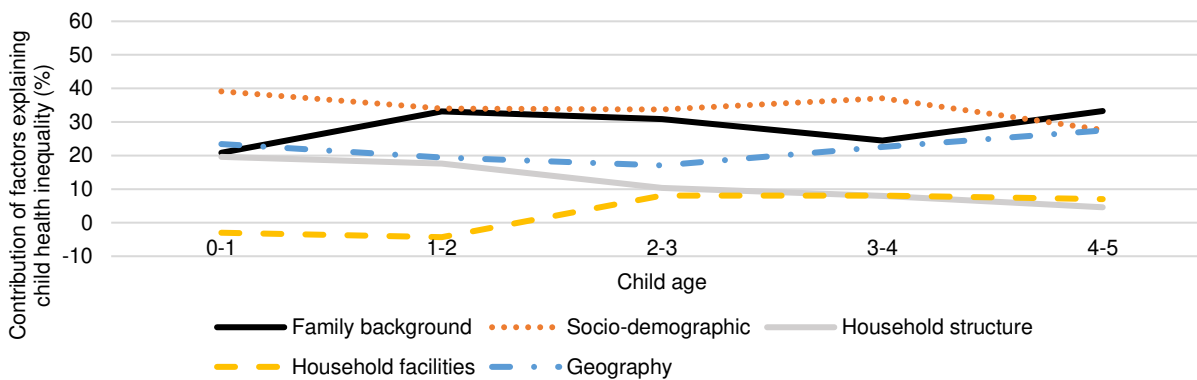 Contribution of factors explaining
child health inequality (%)
60
50
40
30
20
10
0
-10
0-1 1-2 2-3 3-4 4-5
Child age
Family background Socio-demographic Household structure
Household facilities Geography